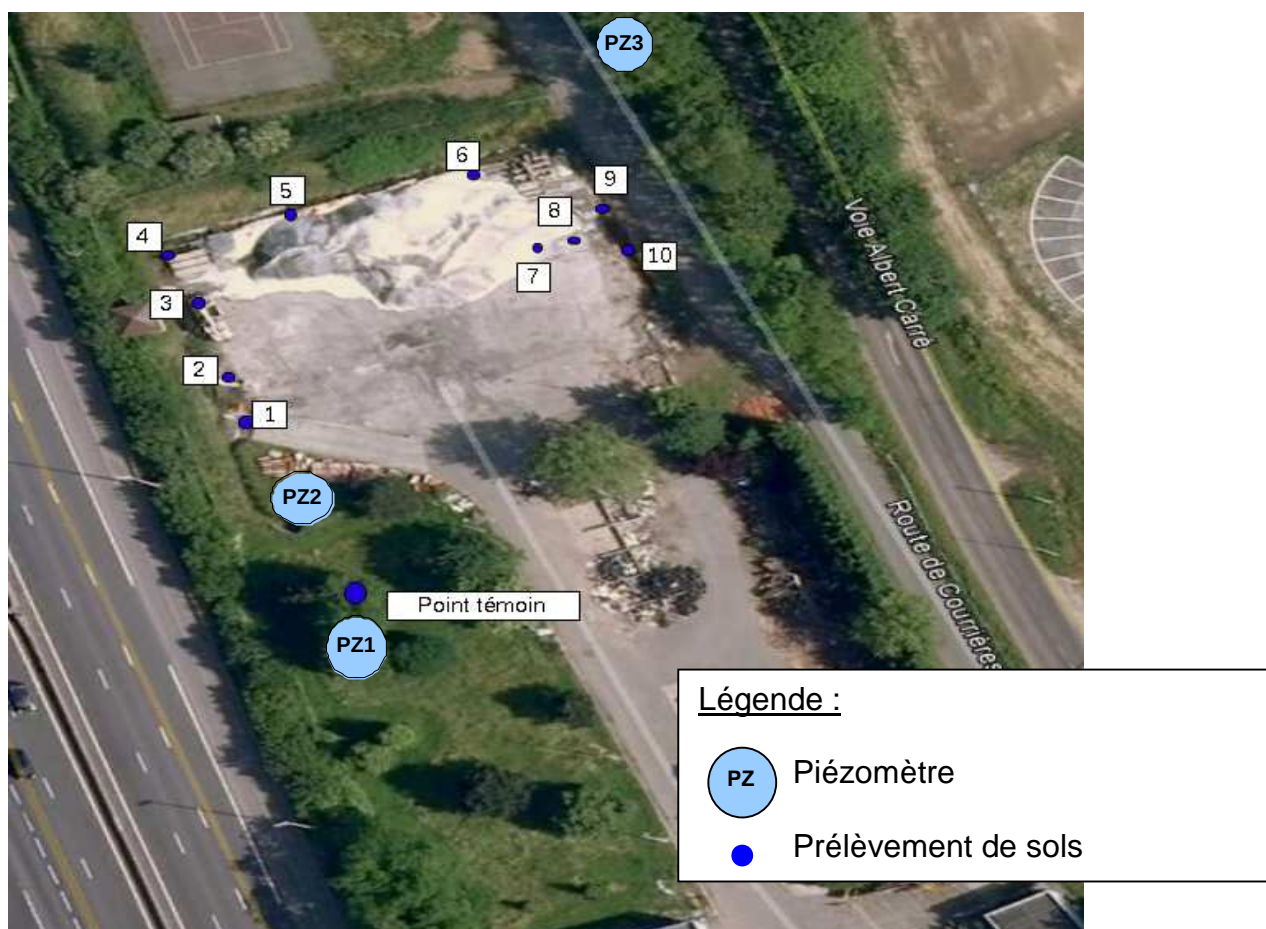 PZ3
6
5
9
8
4
10
7
3
Voie Albert Carré
2
1
PZ2
Route de Courrières
Point témoin
PZ1
Légende :
PZ Piézomètre
Prélèvement de sols